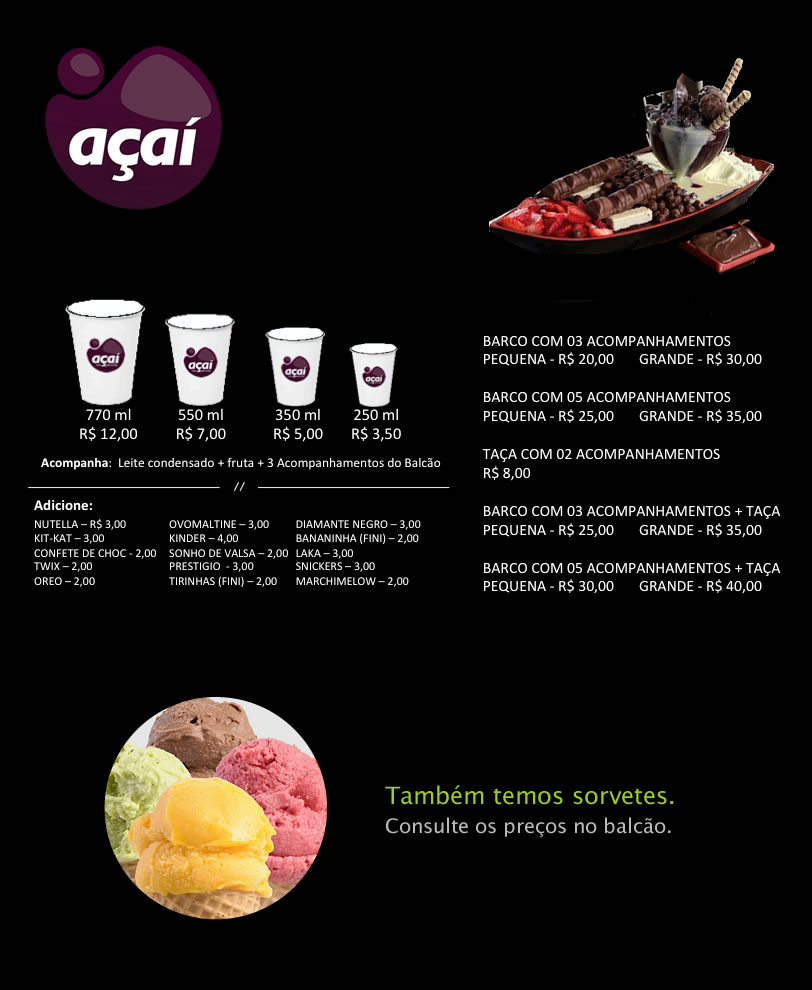 açaí
açaí
açaí
açaí
açaí
770 ml 550 ml 350 ml 250 ml
R$ 12,00 R$ 7,00 R$ 5,00 R$ 3,50
Acompanha: Leite condensado + fruta + 3 Acompanhamentos do Balcão
//
Adicione:
NUTELLA – R$ 3,00 OVOMALTINE – 3,00 DIAMANTE NEGRO – 3,00
KIT-KAT – 3,00 KINDER – 4,00 BANANINHA (FINI) – 2,00
CONFETE DE CHOC - 2,00 SONHO DE VALSA – 2,00 LAKA – 3,00
TWIX – 2,00 PRESTIGIO - 3,00 SNICKERS – 3,00
OREO – 2,00 TIRINHAS (FINI) – 2,00 MARCHIMELOW – 2,00
BARCO COM 03 ACOMPANHAMENTOS
PEQUENA - R$ 20,00 GRANDE - R$ 30,00
BARCO COM 05 ACOMPANHAMENTOS
PEQUENA - R$ 25,00 GRANDE - R$ 35,00
TAÇA COM 02 ACOMPANHAMENTOS
R$ 8,00
BARCO COM 03 ACOMPANHAMENTOS + TAÇA
PEQUENA - R$ 25,00 GRANDE - R$ 35,00
BARCO COM 05 ACOMPANHAMENTOS + TAÇA
PEQUENA - R$ 30,00 GRANDE - R$ 40,00
Também temos sorvetes.
Consulte os preços no balcão.